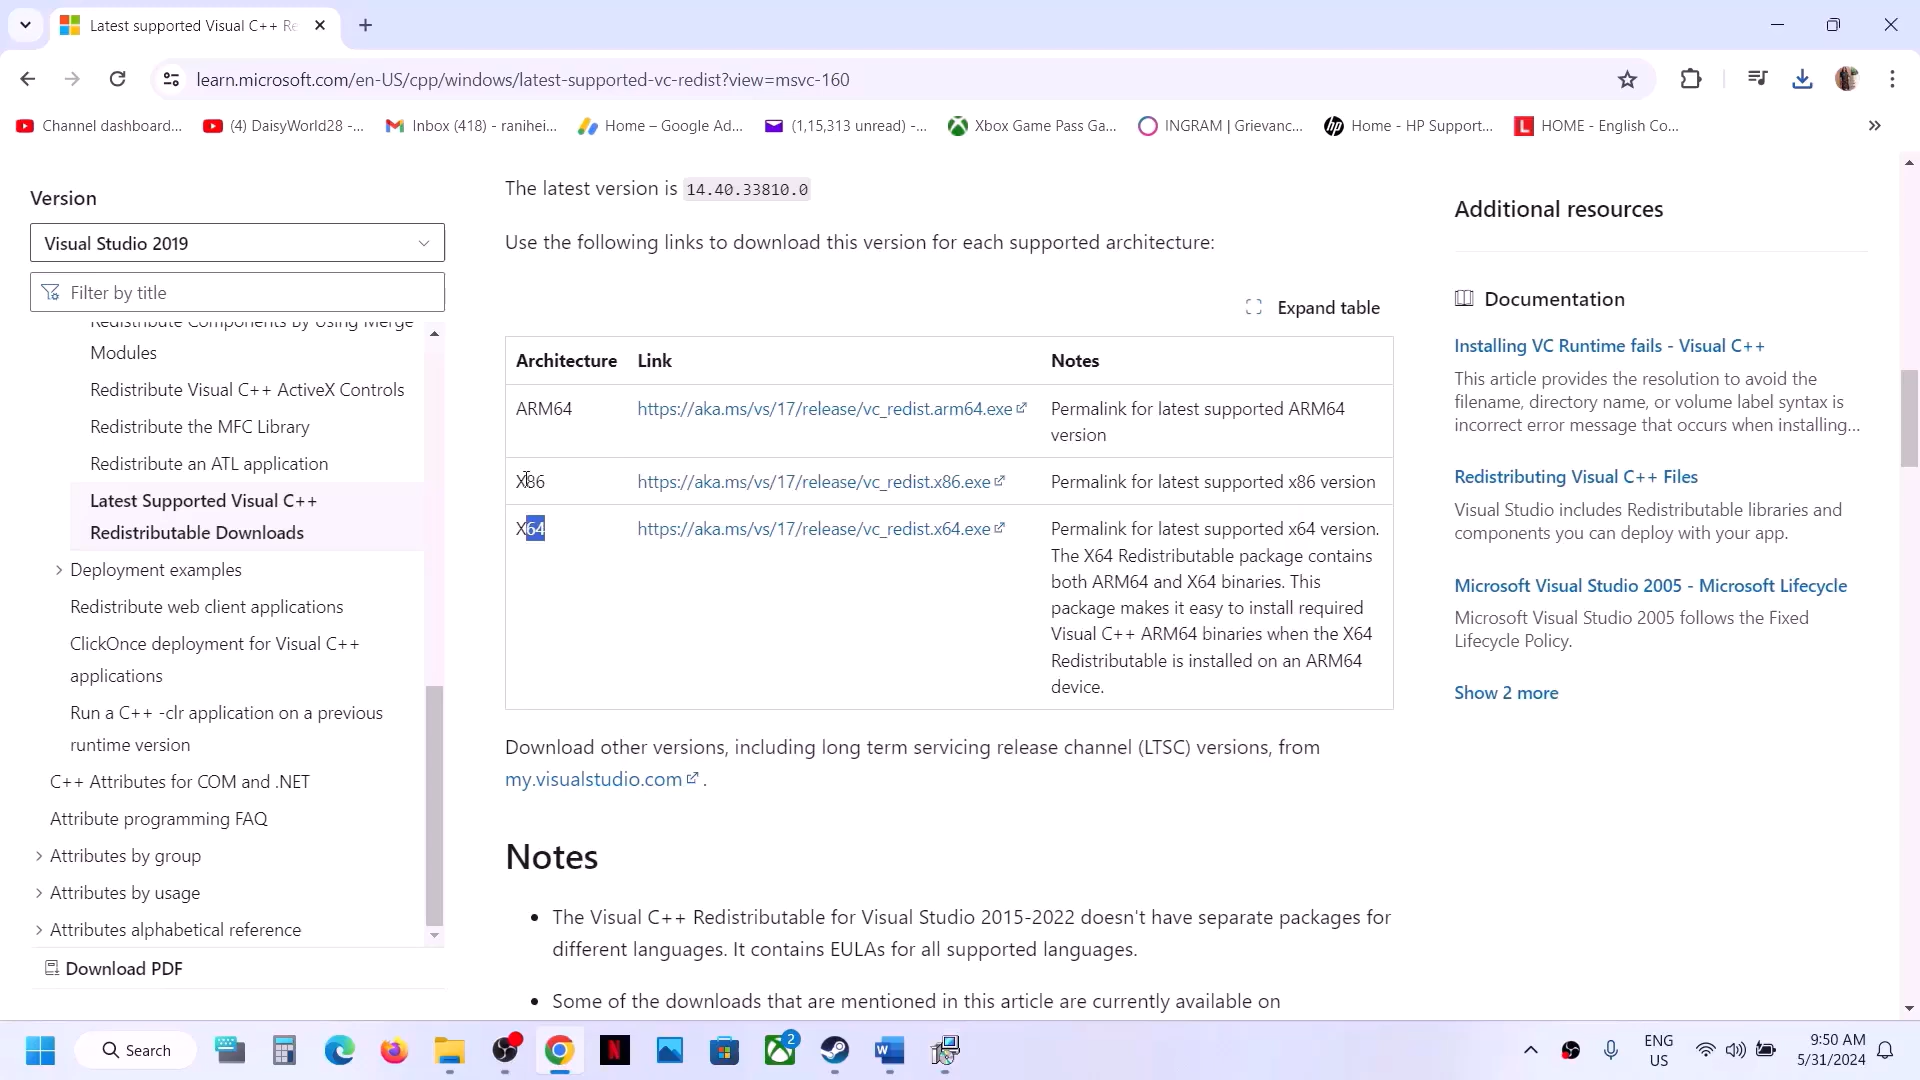 Latest supported Visual C++ Re
learn.microsoft.com/en-US/cpp/windows/latest-supported-vc-redist?view=msvc-160
Channel dashboard...
(4) DaisyWorld28 -...
Inbox (418) - ranihei...
Home – Google Ad...
(1,15,313 unread) -...
Xbox Game Pass Ga...
INGRAM | Grievanc...
Home - HP Support...
HOME - English Co...
Version
Visual Studio 2019
Filter by title
Redistribute Components By Using Merge
Modules
Redistribute Visual C++ ActiveX Controls
Redistribute the MFC Library
Redistribute an ATL application
Latest Supported Visual C++
Redistributable Downloads
Deployment examples
Redistribute web client applications
ClickOnce deployment for Visual C++
applications
Run a C++ -clr application on a previous
runtime version
C++ Attributes for COM and .NET
Attribute programming FAQ
Attributes by group
Attributes by usage
Attributes alphabetical reference
Download PDF
The latest version is 14.40.33810.0
Use the following links to download this version for each supported architecture:
Expand table
Architecture Link Notes
ARM64 https://aka.ms/vs/17/release/vc_redist.arm64.exe Permalink for latest supported ARM64
version
X86 https://aka.ms/vs/17/release/vc_redist.x86.exe Permalink for latest supported x86 version
X64 https://aka.ms/vs/17/release/vc_redist.x64.exe Permalink for latest supported x64 version.
The X64 Redistributable package contains
both ARM64 and X64 binaries. This
package makes it easy to install required
Visual C++ ARM64 binaries when the X64
Redistributable is installed on an ARM64
device.
Download other versions, including long term servicing release channel (LTSC) versions, from
my.visualstudio.com .
Notes
• The Visual C++ Redistributable for Visual Studio 2015-2022 doesn't have separate packages for
different languages. It contains EULAs for all supported languages.
• Some of the downloads that are mentioned in this article are currently available on
Additional resources
Documentation
Installing VC Runtime fails - Visual C++
This article provides the resolution to avoid the
filename, directory name, or volume label syntax is
incorrect error message that occurs when installing...
Redistributing Visual C++ Files
Visual Studio includes Redistributable libraries and
components you can deploy with your app.
Microsoft Visual Studio 2005 - Microsoft Lifecycle
Microsoft Visual Studio 2005 follows the Fixed
Lifecycle Policy.
Show 2 more
Search
2
ENG
US
9:50 AM
5/31/2024